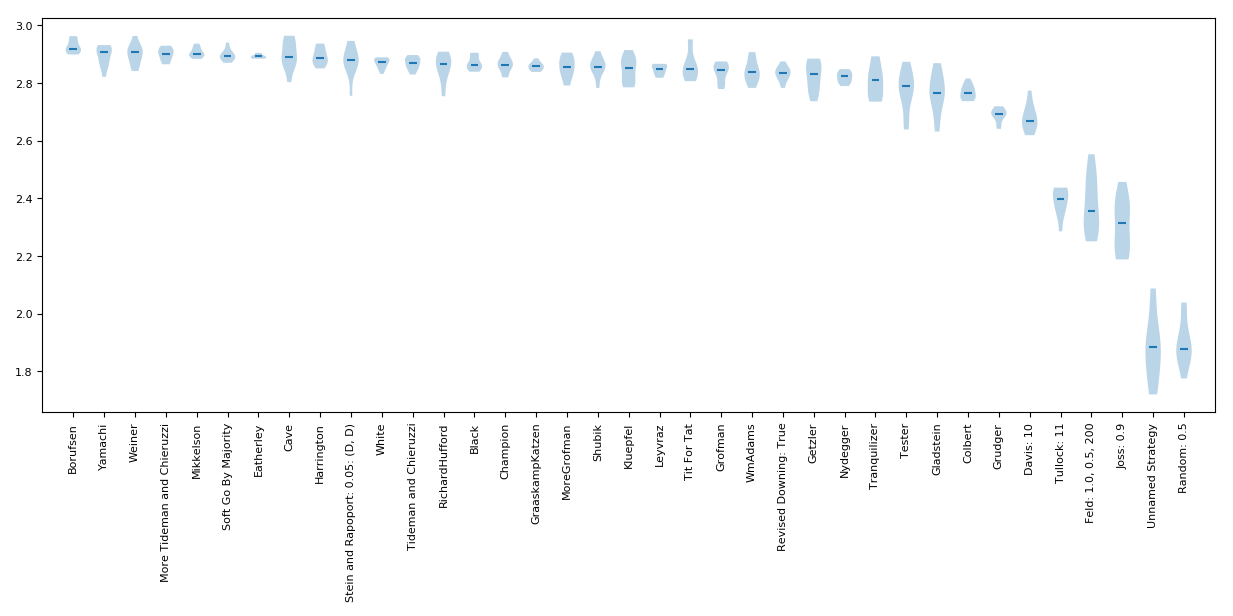 3.0
2.8
2.6
2.4
2.2
2.0
1.8
Borufsen
Yamachi
Weiner
More Tideman and Chieruzzi
Mikkelson
Soft Go By Majority
Eatherley
Cave
Harrington
Stein and Rapoport: 0.05: (D, D)
White
Tideman and Chieruzzi
RichardHufford
Black
Champion
GraaskampKatzen
MoreGrofman
Shubik
Kluepfel
Leyvraz
Tit For Tat
Grofman
WmAdams
Revised Downing: True
Getzler
Nydegger
Tranquilizer
Tester
Gladstein
Colbert
Grudger
Davis: 10
Tullock: 11
Feld: 1.0, 0.5, 200
Joss: 0.9
Unnamed Strategy
Random: 0.5